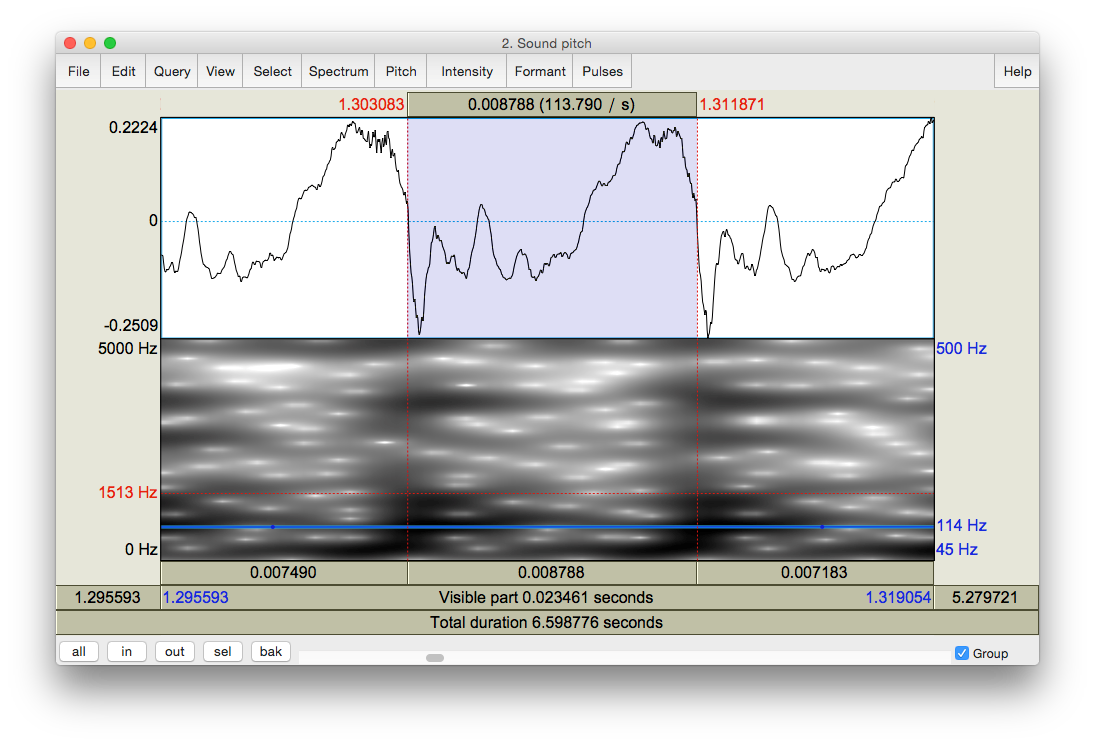 2. Sound pitch
File Edit Query View Select Spectrum Pitch Intensity Formant Pulses Help
1.303083 0.008788 (113.790 / s) 1.311871
0.2224
0
-0.2509
5000 Hz 500 Hz
1513 Hz
114 Hz
0 Hz 45 Hz
0.007490 0.008788 0.007183
1.295593 1.295593 Visible part 0.023461 seconds 1.319054 5.279721
Total duration 6.598776 seconds
all in out sel bak Group